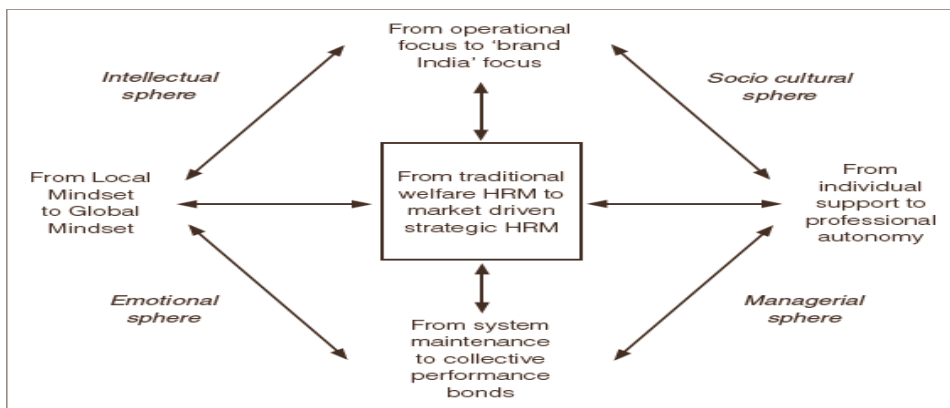 From operational
focus to 'brand
India' focus
Intellectual
sphere
Socio cultural
sphere
From Local
Mindset
to Global
Mindset
From traditional
welfare HRM to
market driven
strategic HRM
From
individual
support to
professional
autonomy
Emotional
sphere
Managerial
sphere
From system
maintenance
to collective
performance
bonds